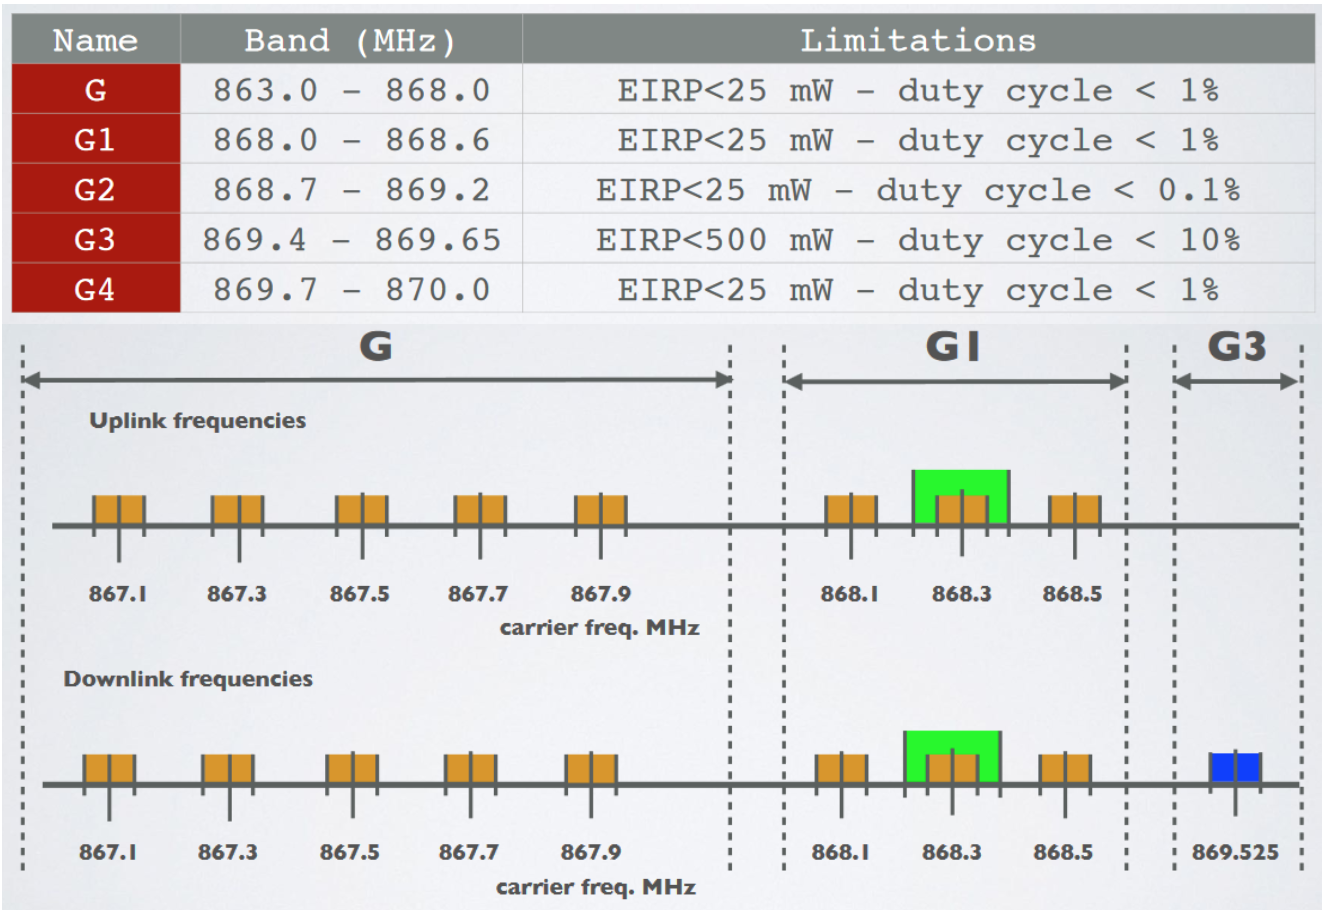 Name Band (MHz) Limitations
G 863.0 – 868.0 EIRP<25 mW – duty cycle < 1%
G1 868.0 – 868.6 EIRP<25 mW – duty cycle < 1%
G2 868.7 – 869.2 EIRP<25 mW – duty cycle < 0.1%
G3 869.4 – 869.65 EIRP<500 mW – duty cycle < 10%
G4 869.7 – 870.0 EIRP<25 mW – duty cycle < 1%
G G1 G3
Uplink frequencies
867.1 867.3 867.5 867.7 867.9 868.1 868.3 868.5
carrier freq. MHz
Downlink frequencies
867.1 867.3 867.5 867.7 867.9 868.1 868.3 868.5 869.525
carrier freq. MHz